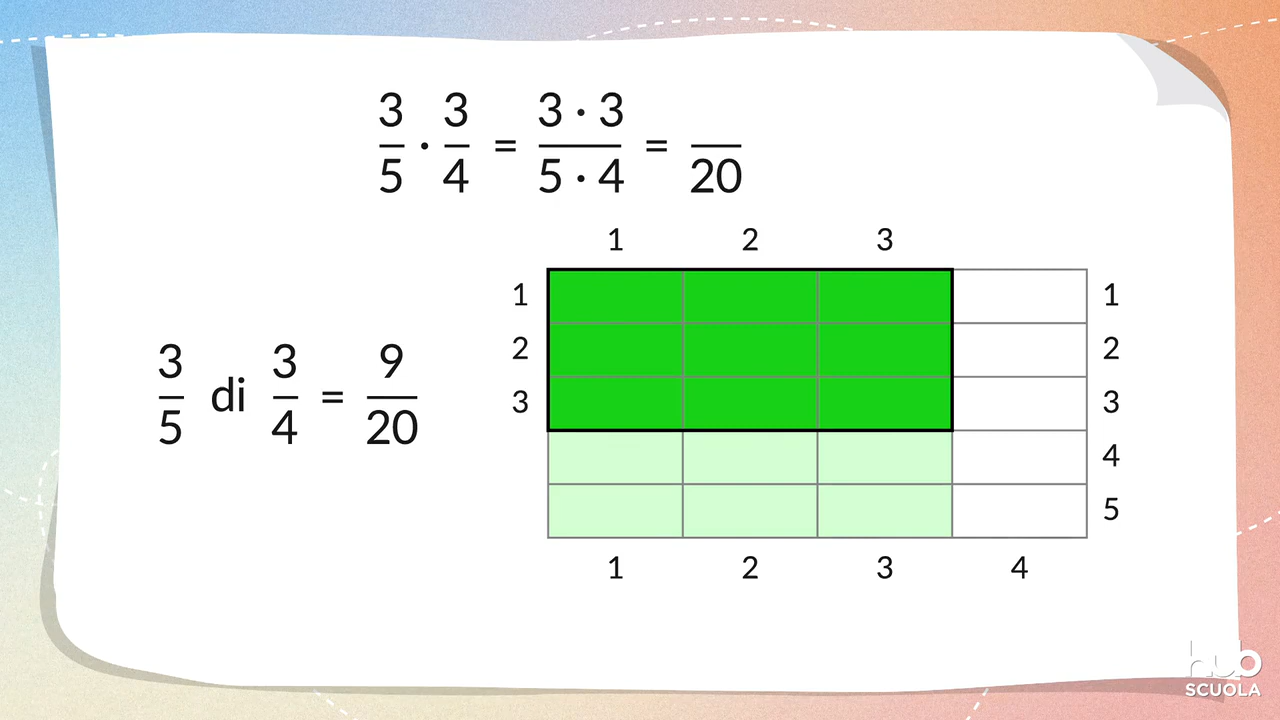 3/5 · 3/4 = 3 · 3/5 · 4 = /20
1 2 3
1 1
2 2
3 3
4
5
1 2 3 4
3/5 di 3/4 = 9/20
hub
SCUOLA